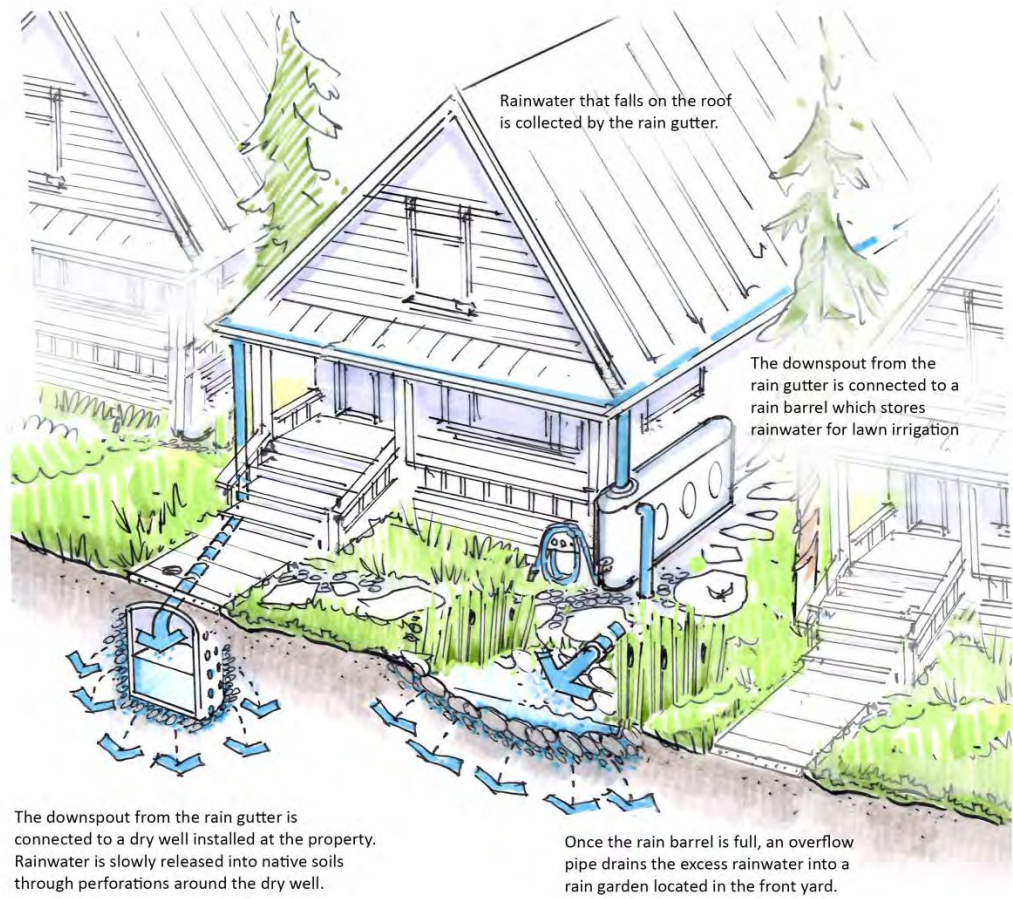 Rainwater that falls on the roof
is collected by the rain gutter.
The downspout from the
rain gutter is connected to a
rain barrel which stores
rainwater for lawn irrigation
The downspout from the rain gutter is
connected to a dry well installed at the property.
Rainwater is slowly released into native soils
through perforations around the dry well.
Once the rain barrel is full, an overflow
pipe drains the excess rainwater into a
rain garden located in the front yard.